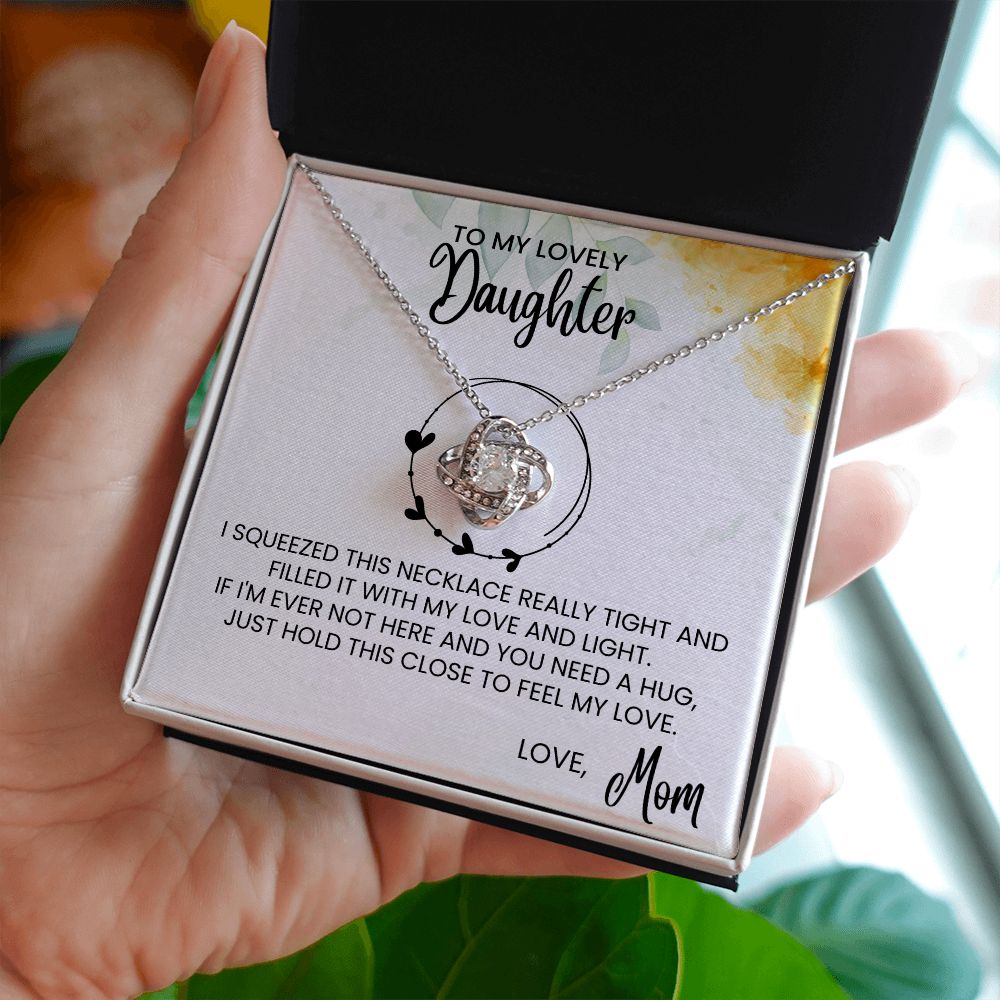 TO MY LOVELY
Daughter
I SQUEEZED THIS NECKLACE REALLY TIGHT AND
FILLED IT WITH MY LOVE AND LIGHT.
IF I'M EVER NOT HERE AND YOU NEED A HUG,
JUST HOLD THIS CLOSE TO FEEL MY LOVE.
LOVE, Mom